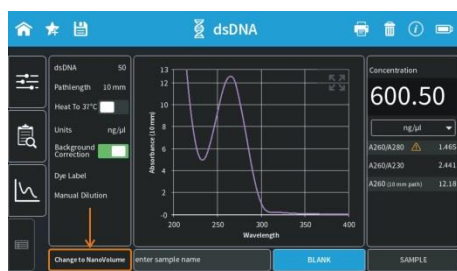 dsDNA
dsDNA 50
Pathlength 10 mm
Heat To 37°C
Units ng/µl
Background
Correction
Dye Label
Manual Dilution
Change to NanoVolume
13
12
10
8
6
4
2
-0
200 250 300 350 400
Absorbance (10mm)
Wavelength
enter sample name
BLANK
Concentration
600.50
ng/µl
A260/A280 1.465
A260/A230 2.441
A260 (10 mm path) 12.18
SAMPLE